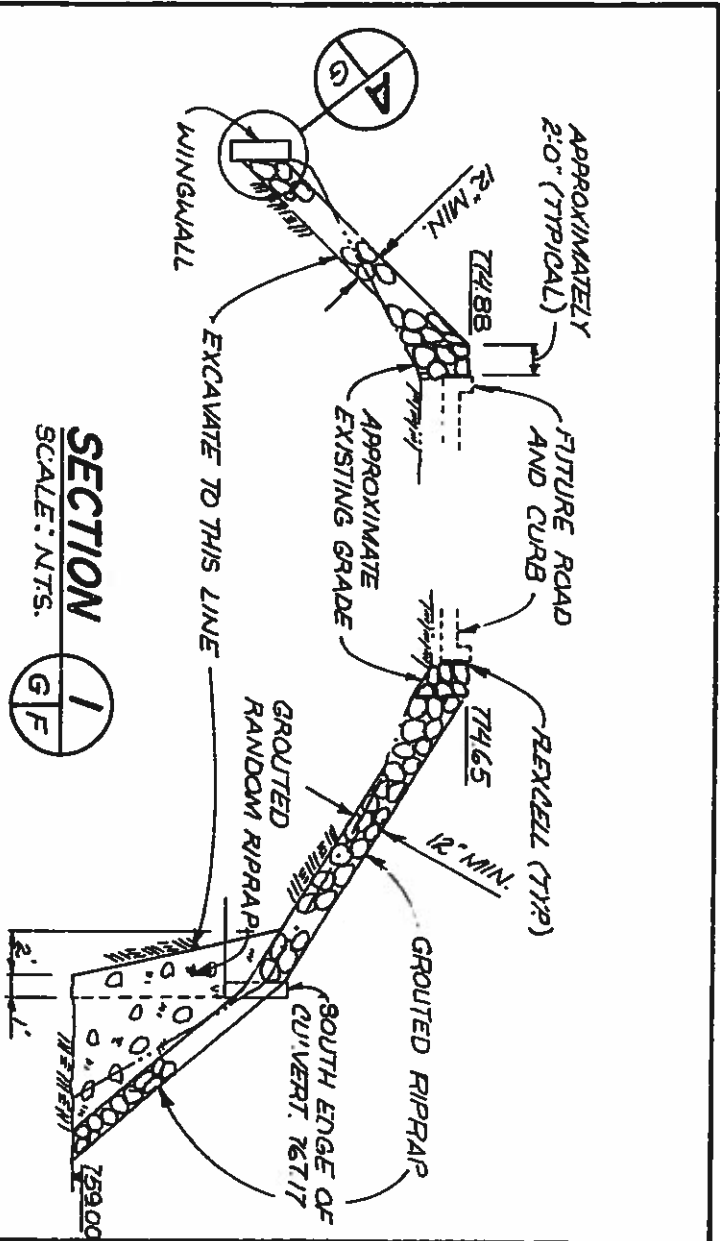 APPROXIMATELY
2'-0" (TYPICAL)
FUTURE ROAD
AND CURB
FLEXCELL (TYP.)
774.88
774.65
12" MIN.
12" MIN.
GROUTED RIPRAP
A
G
APPROXIMATE
EXISTING GRADE
WINGWALL
EXCAVATE TO THIS LINE
GROUTED
RANDOM RIPRAP
SOUTH EDGE OF
CULVERT. 767.17
2'
1'
759.00
SECTION
SCALE: N.T.S.
1
G F